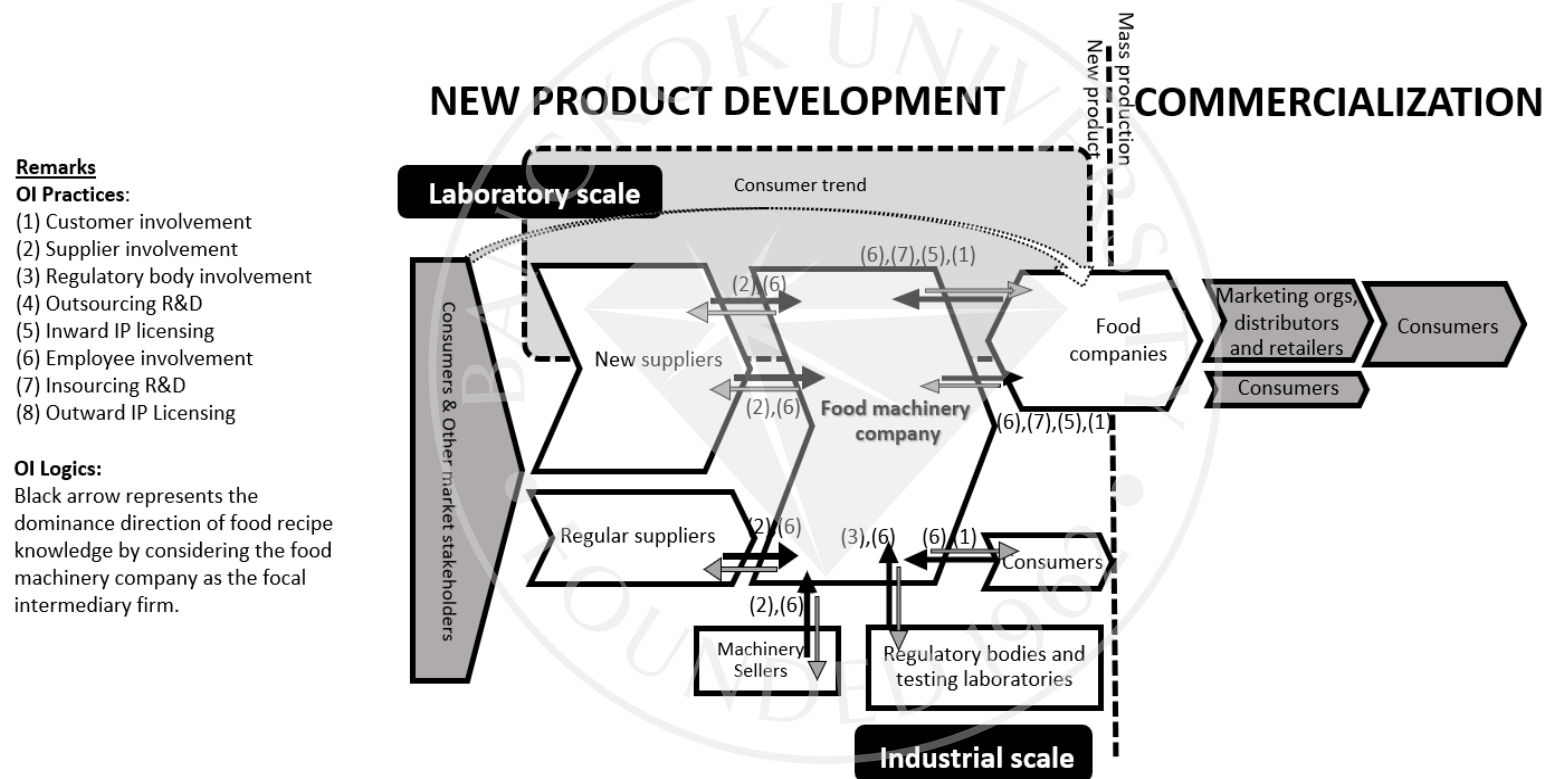 Mass production
New product
NEW PRODUCT DEVELOPMENT
COMMERCIALIZATION
Remarks
OI Practices:
(1) Customer involvement
(2) Supplier involvement
(3) Regulatory body involvement
(4) Outsourcing R&D
(5) Inward IP licensing
(6) Employee involvement
(7) Insourcing R&D
(8) Outward IP Licensing
OI Logics:
Black arrow represents the
dominance direction of food recipe
knowledge by considering the food
machinery company as the focal
intermediary firm.
Laboratory scale
Consumer trend
Consumers & Other market stakeholders
(2),(6)
(6),(7),(5),(1)
New suppliers
(2),(6)
Food machinery
company
Food
companies
(6),(7),(5),(1)
Marketing orgs,
distributors
and retailers
Consumers
Consumers
Regular suppliers
(2),(6)
(3),(6)
(6),(1)
Consumers
(2),(6)
Machinery
Sellers
Regulatory bodies and
testing laboratories
Industrial scale
BANGKOK UNIVERSITY
FOUNDED 1962